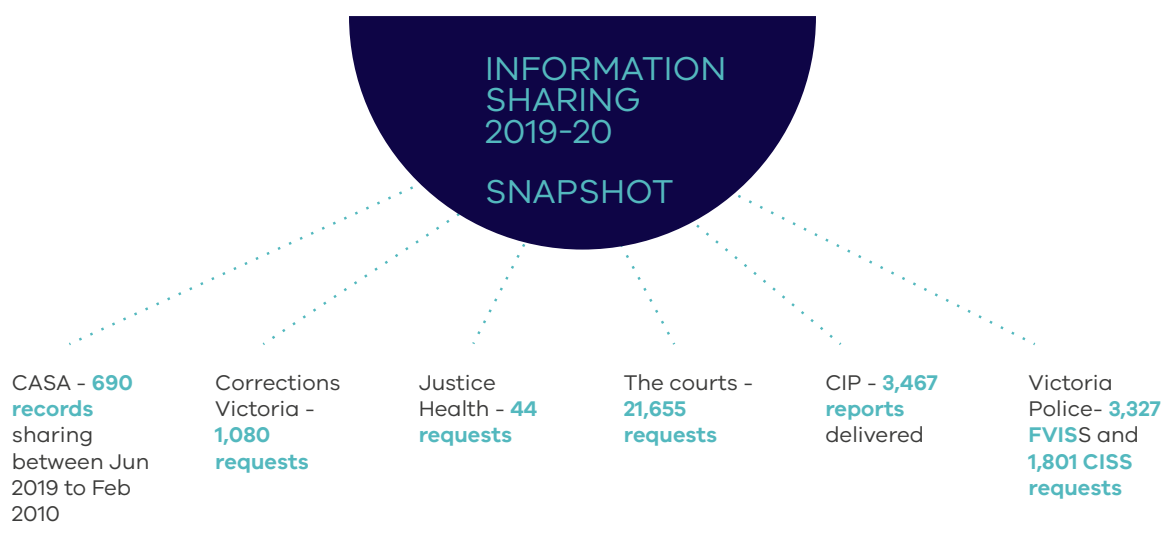 INFORMATION
SHARING
2019-20
SNAPSHOT
CASA - 690
records
sharing
between Jun
2019 to Feb
2010
Corrections
Victoria -
1,080
requests
Justice
Health - 44
requests
The courts -
21,655
requests
CIP - 3,467
reports
delivered
Victoria
Police- 3,327
FVISS and
1,801 CISS
requests